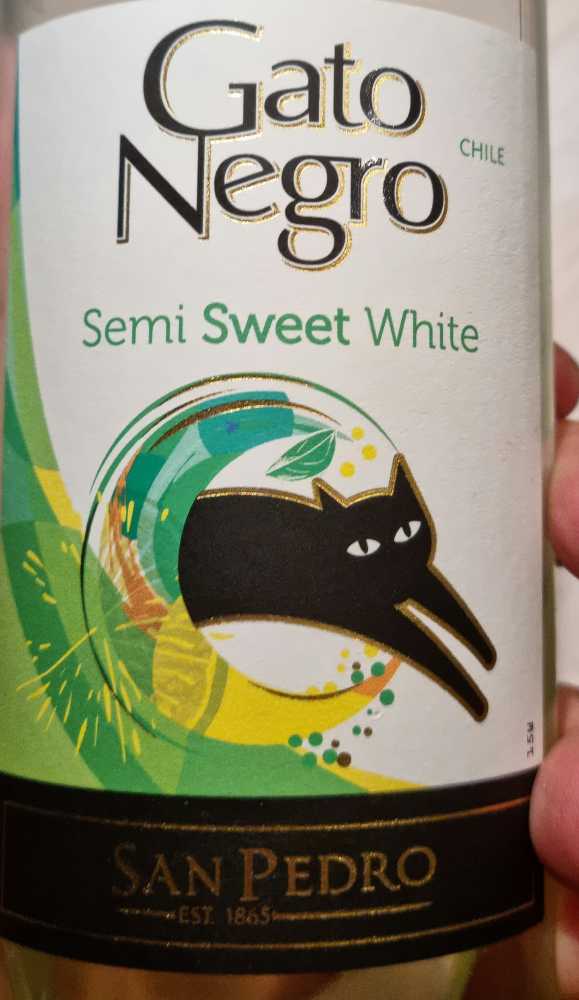 Gato
Negro
CHILE
Semi Sweet White
SAN PEDRO
EST. 1865